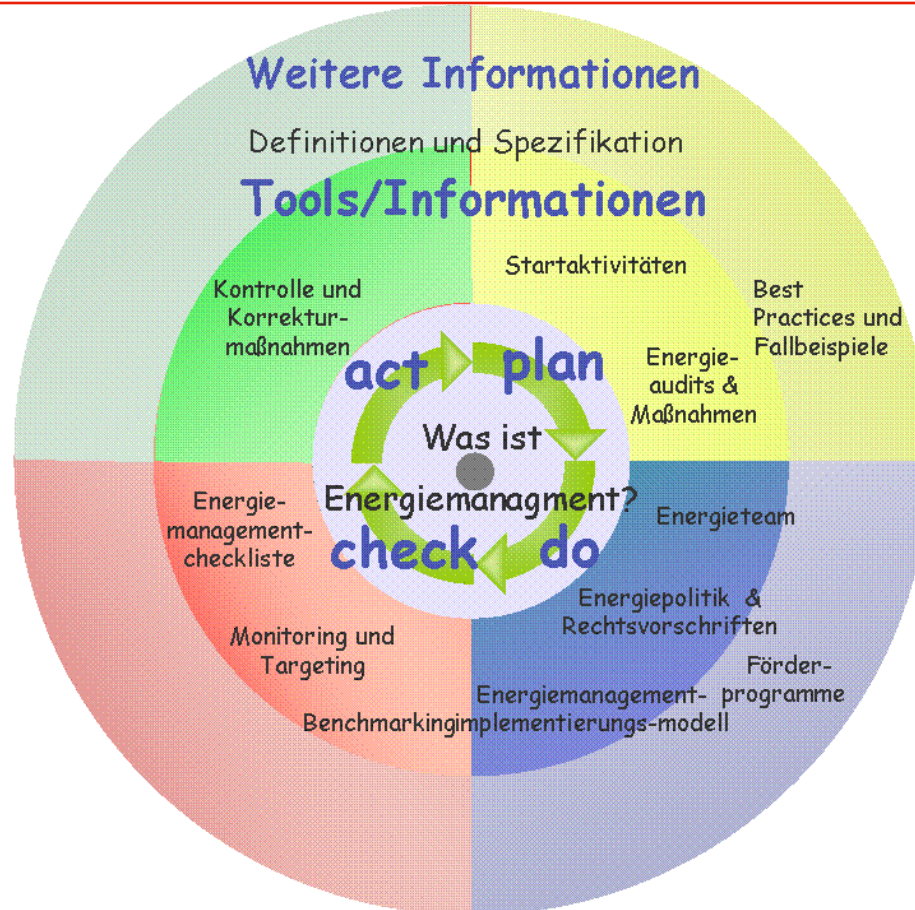 Weitere Informationen
Definitionen und Spezifikation
Tools/Informationen
Startaktivitäten
Kontrolle und
Korrektur-
maßnahmen
Best
Practices und
Fallbeispiele
Energie-
audits &
Maßnahmen
act
plan
Was ist
Energiemanagment?
check
do
Energie-
management-
checkliste
Energieteam
Energiepolitik &
Rechtsvorschriften
Monitoring und
Targeting
Förder-
programme
Energiemanagement-
implementierungs-modell
Benchmarking